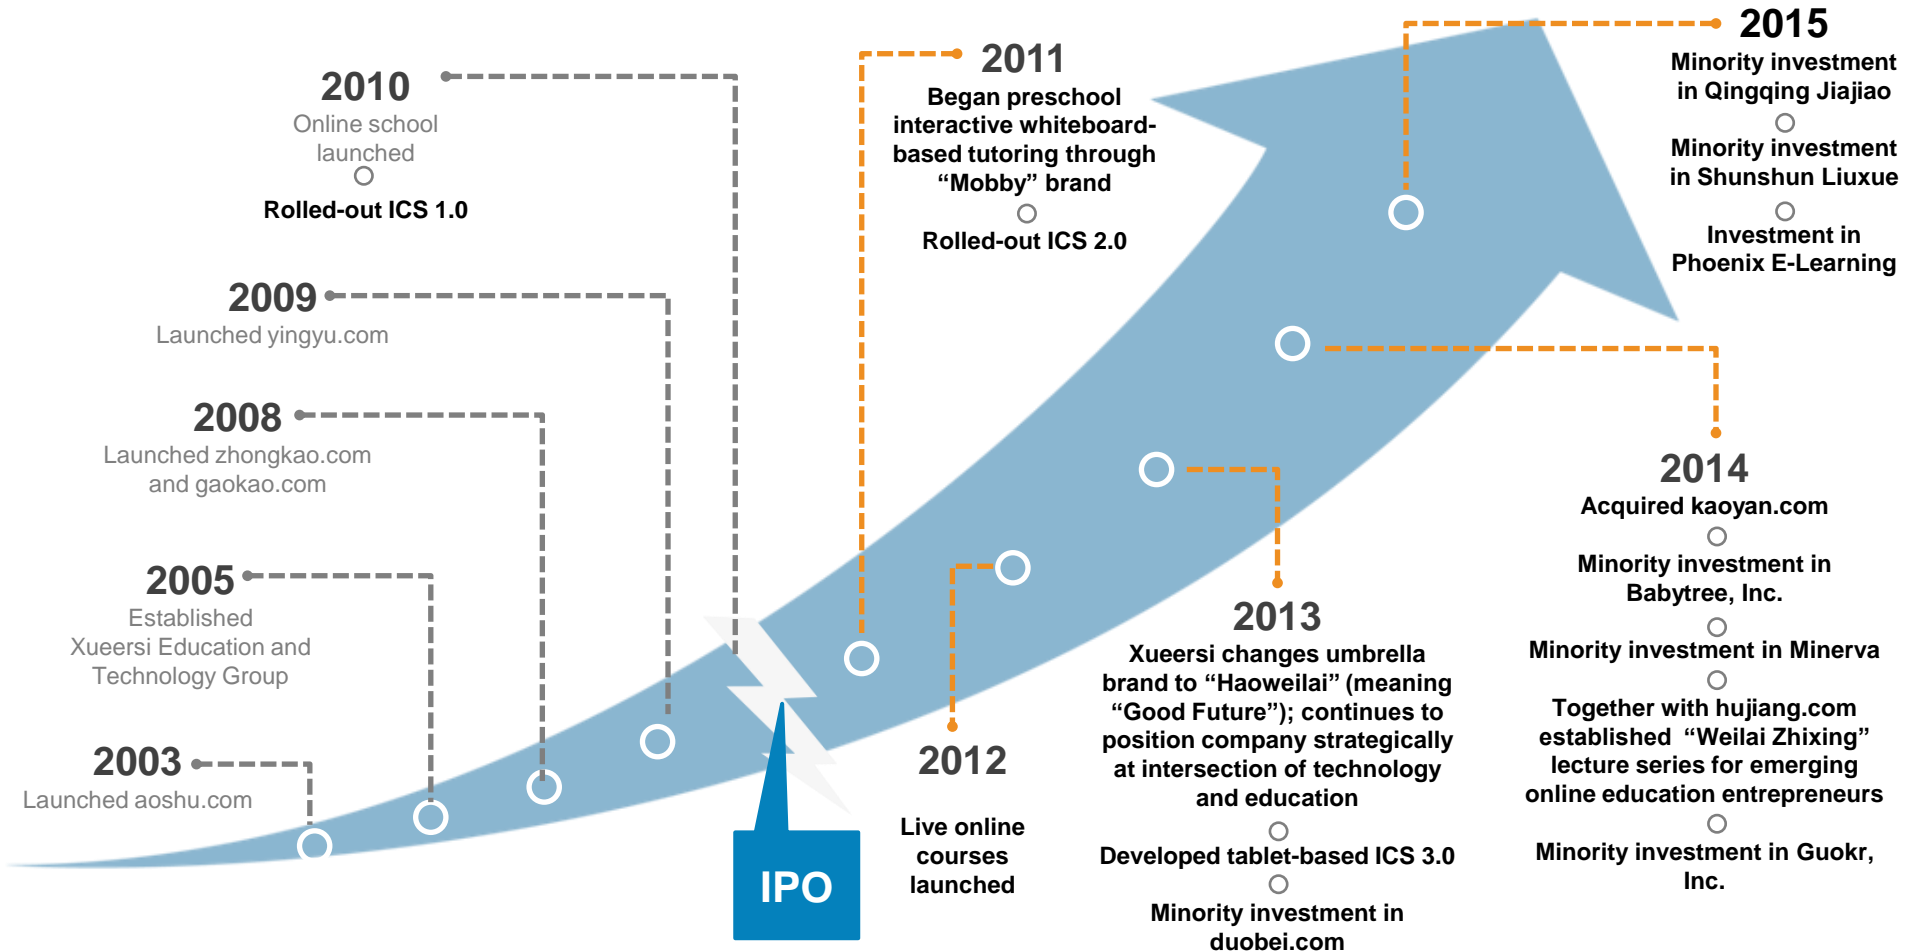 2003
Launched aoshu.com
2005
Established
Xueersi Education and
Technology Group
2008
Launched zhongkao.com
and gaokao.com
2009
Launched yingyu.com
2010
Online school
launched
Rolled-out ICS 1.0
IPO
2011
Began preschool
interactive whiteboard-
based tutoring through
“Mobby” brand
Rolled-out ICS 2.0
2012
Live online
courses
launched
2013
Xueersi changes umbrella
brand to “Haoweilai” (meaning
“Good Future”); continues to
position company strategically
at intersection of technology
and education
Developed tablet-based ICS 3.0
Minority investment in
duobei.com
2014
Acquired kaoyan.com
Minority investment in
Babytree, Inc.
Minority investment in Minerva
Together with hujiang.com
established “Weilai Zhixing”
lecture series for emerging
online education entrepreneurs
Minority investment in Guokr,
Inc.
2015
Minority investment
in Qingqing Jiajiao
Minority investment
in Shunshun Liuxue
Investment in
Phoenix E-Learning